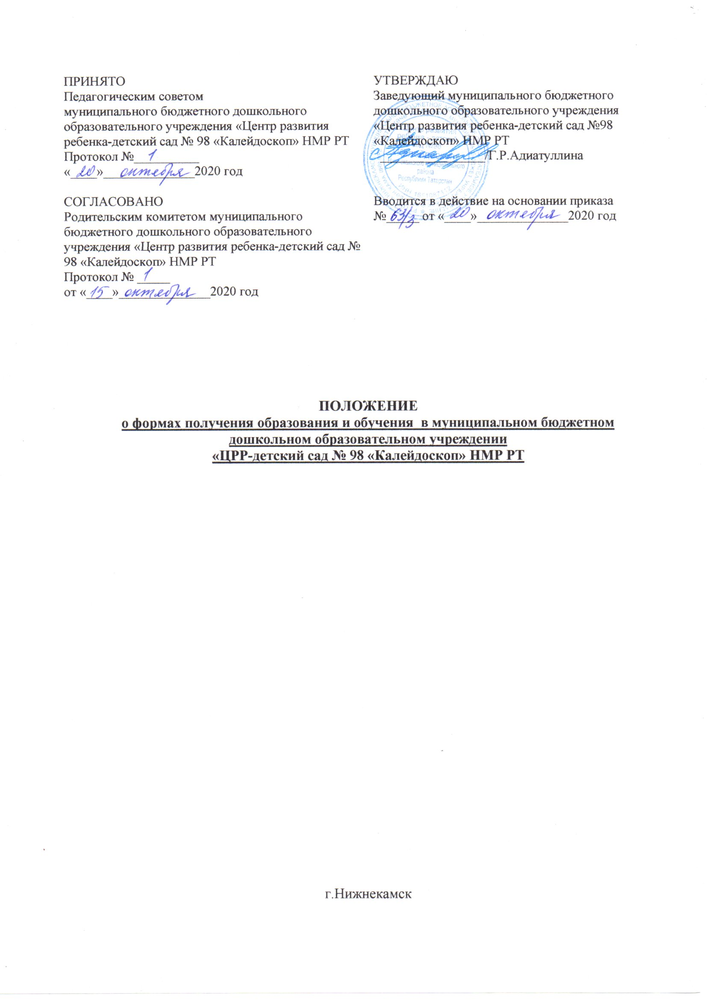 ПРИНЯТО
Педагогическим советом
муниципального бюджетного дошкольного
образовательного учреждения «Центр развития
ребенка-детский сад № 98 «Калейдоскоп» НМР РТ
Протокол № 1
«20» октября 2020 год
СОГЛАСОВАНО
Родительским комитетом муниципального
бюджетного дошкольного образовательного
учреждения «Центр развития ребенка-детский сад №
98 «Калейдоскоп» НМР РТ
Протокол № 1
от «15» октября 2020 год
УТВЕРЖДАЮ
Заведующий муниципального бюджетного
дошкольного образовательного учреждения
«Центр развития ребенка-детский сад №98
«Калейдоскоп» НМР РТ
/Г.Р.Адиатуллина
района
Республики Татарстан
ИНН 1651087112
Вводится в действие на основании приказа
№ 63/3 от «20» октября 2020 год
ПОЛОЖЕНИЕ
о формах получения образования и обучения в муниципальном бюджетном
дошкольном образовательном учреждении
«ЦРР-детский сад № 98 «Калейдоскоп» НМР РТ
г.Нижнекамск